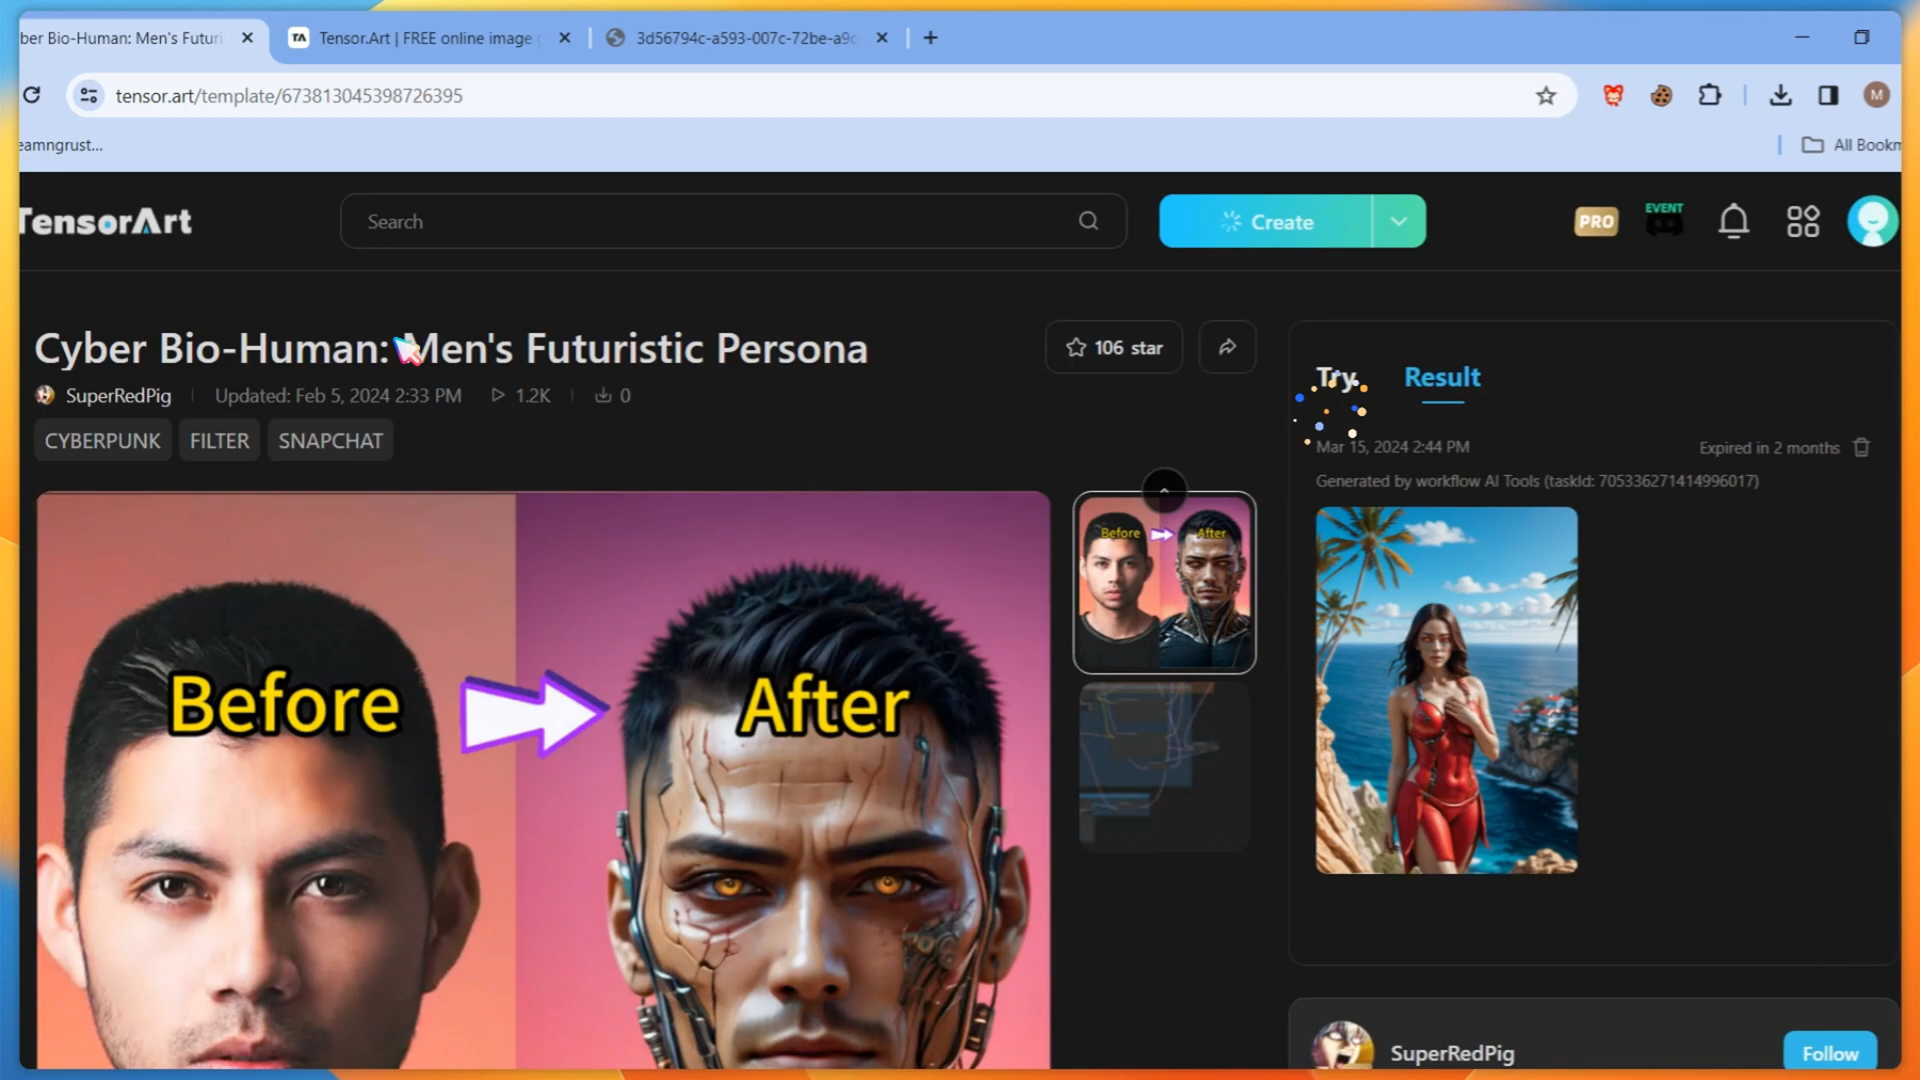 ber Bio-Human: Men's Futuri
TA Tensor.Art | FREE online image
3d56794c-a593-007c-72be-a9c
tensor.art/template/673813045398726395
M
eamngrust...
All Bookm
TensorArt
Search
Create
PRO
EVENT
Cyber Bio-Human: Men's Futuristic Persona
106 star
SuperRedPig
Updated: Feb 5, 2024 2:33 PM
1.2K
0
CYBERPUNK
FILTER
SNAPCHAT
Before
After
Before
After
Try
Result
Mar 15, 2024 2:44 PM
Expired in 2 months
Generated by workflow AI Tools (taskId: 705336271414996017)
SuperRedPig
Follow